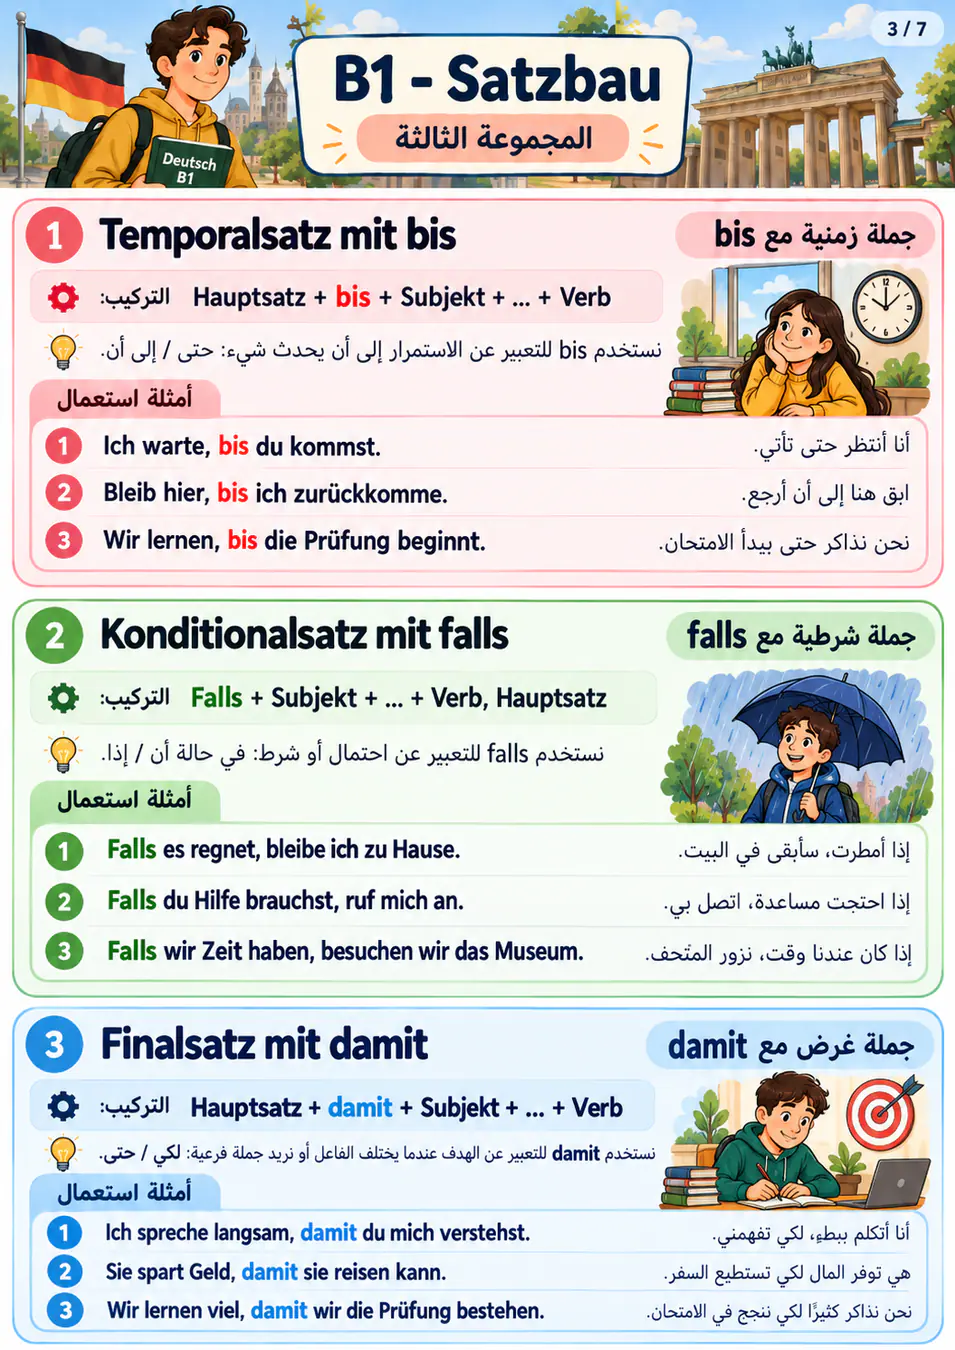 3 / 7
B1 - Satzbau
المجموعة الثالثة
Deutsch
B1
1 Temporalsatz mit bis
جملة زمنية مع bis
التركيب: Hauptsatz + bis + Subjekt + ... + Verb
نستخدم bis للتعبير عن الاستمرار إلى أن يحدث شيء: حتى / إلى أن.
أمثلة استعمال
1 Ich warte, bis du kommst. أنا أنتظر حتى تأتي.
2 Bleib hier, bis ich zurückkomme. ابق هنا إلى أن أرجع.
3 Wir lernen, bis die Prüfung beginnt. نحن نذاكر حتى يبدأ الامتحان.
2 Konditionalsatz mit falls
جملة شرطية مع falls
التركيب: Falls + Subjekt + ... + Verb, Hauptsatz
نستخدم falls للتعبير عن احتمال أو شرط: في حالة أن / إذا.
أمثلة استعمال
1 Falls es regnet, bleibe ich zu Hause. إذا أمطرت، سأبقى في البيت.
2 Falls du Hilfe brauchst, ruf mich an. إذا احتجت مساعدة، اتصل بي.
3 Falls wir Zeit haben, besuchen wir das Museum. إذا كان عندنا وقت، نزور المتحف.
3 Finalsatz mit damit
جملة غرض مع damit
التركيب: Hauptsatz + damit + Subjekt + ... + Verb
نستخدم damit للتعبير عن الهدف عندما يختلف الفاعل أو نريد جملة فرعية: لكي / حتى.
أمثلة استعمال
1 Ich spreche langsam, damit du mich verstehst. أنا أتكلم ببطء، لكي تفهمني.
2 Sie spart Geld, damit sie reisen kann. هي توفر المال لكي تستطيع السفر.
3 Wir lernen viel, damit wir die Prüfung bestehen. نحن نذاكر كثيرًا لكي ننجح في الامتحان.